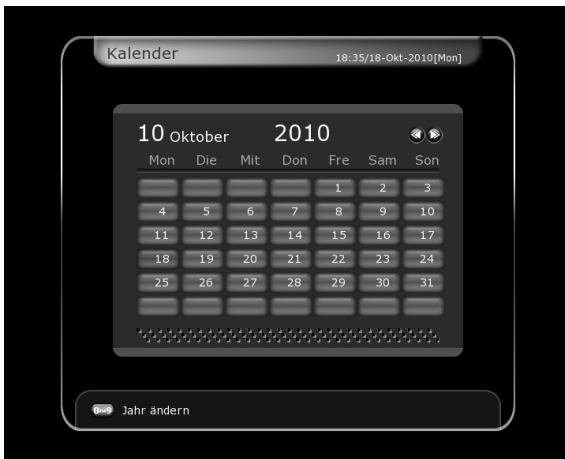 Kalender 18:35/18-Okt-2010[Mon]
10 Oktober 2010
Mon Die Mit Don Fre Sam Son
1 2 3
4 5 6 7 8 9 10
11 12 13 14 15 16 17
18 19 20 21 22 23 24
25 26 27 28 29 30 31
0~9 Jahr ändern